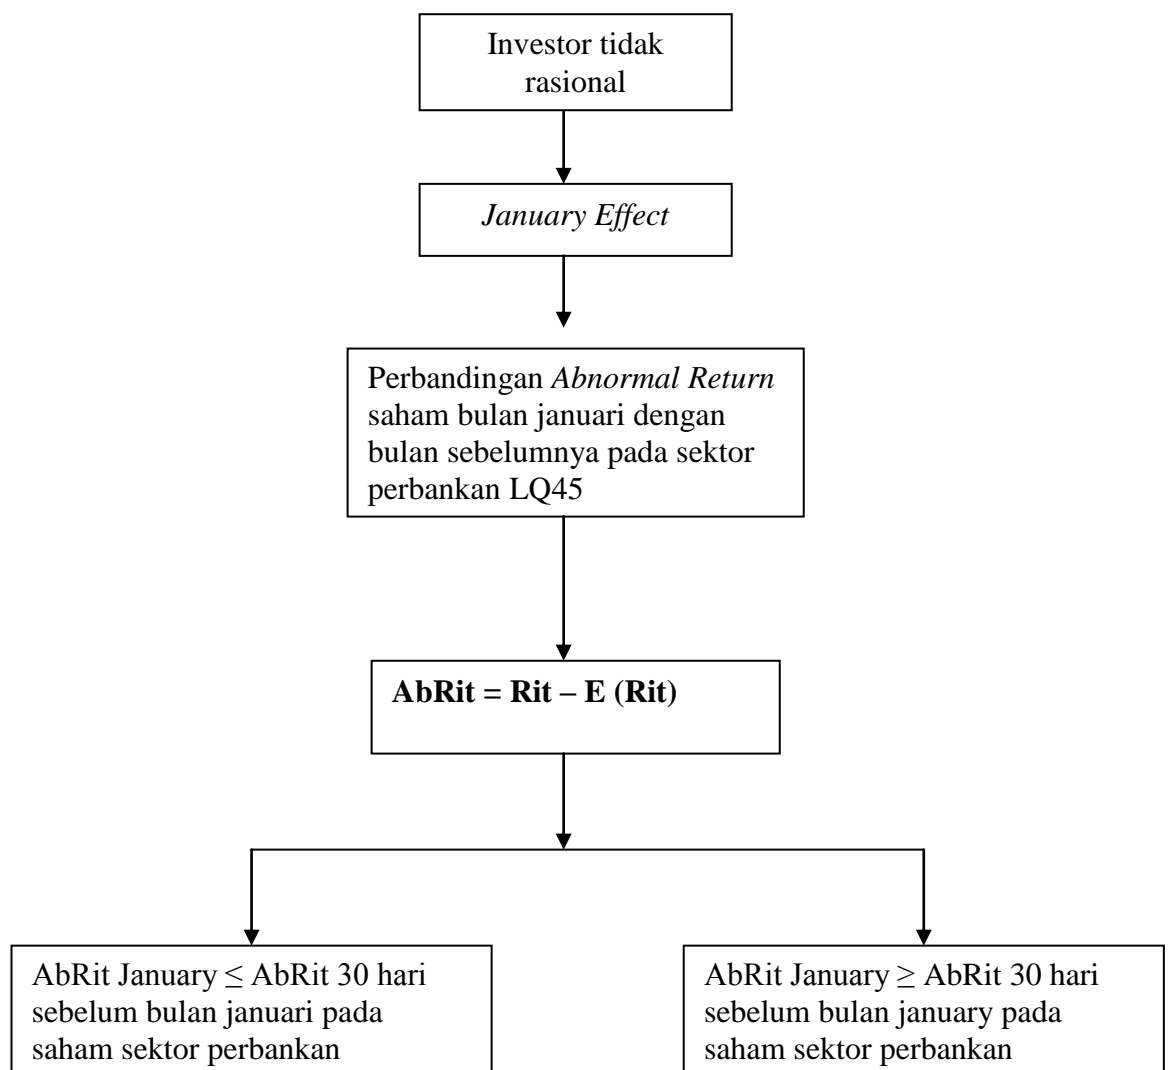 Investor tidak
rasional
January Effect
Perbandingan Abnormal Return
saham bulan januari dengan
bulan sebelumnya pada sektor
perbankan LQ45
AbRit = Rit – E (Rit)
AbRit January ≤ AbRit 30 hari
sebelum bulan januari pada
saham sektor perbankan
AbRit January ≥ AbRit 30 hari
sebelum bulan january pada
saham sektor perbankan